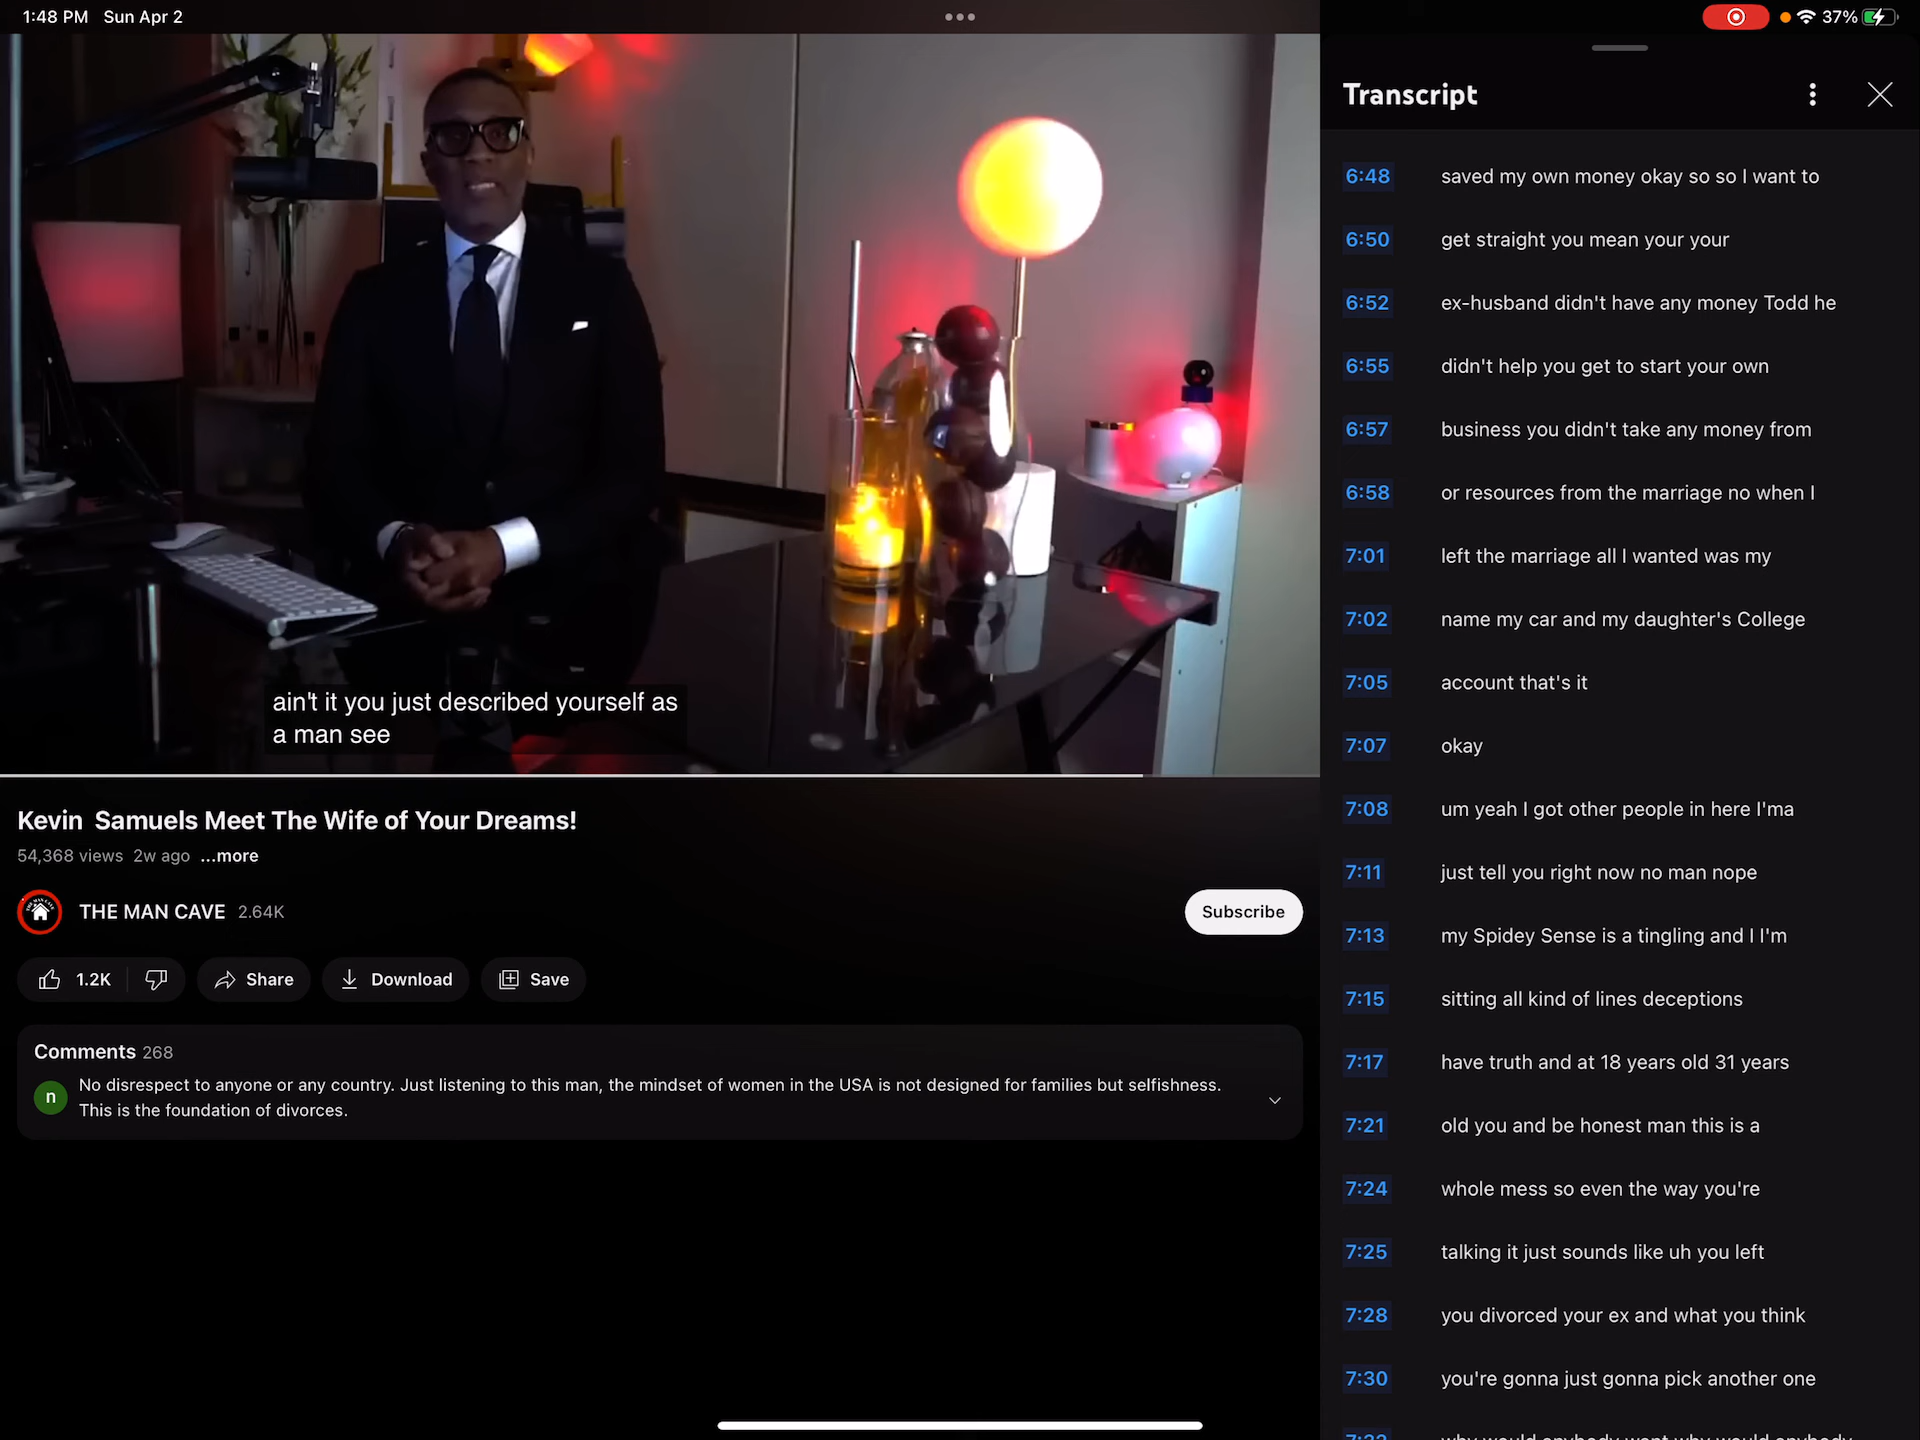 1:48 PM Sun Apr 2
37%
ain't it you just described yourself as
a man see
Kevin Samuels Meet The Wife of Your Dreams!
54,368 views 2w ago ...more
THE MAN CAVE 2.64K
Subscribe
1.2K
Share
Download
Save
Comments 268
n
No disrespect to anyone or any country. Just listening to this man, the mindset of women in the USA is not designed for families but selfishness.
This is the foundation of divorces.
Transcript
6:48 saved my own money okay so so I want to
6:50 get straight you mean your your
6:52 ex-husband didn't have any money Todd he
6:55 didn't help you get to start your own
6:57 business you didn't take any money from
6:58 or resources from the marriage no when I
7:01 left the marriage all I wanted was my
7:02 name my car and my daughter's College
7:05 account that's it
7:07 okay
7:08 um yeah I got other people in here I'ma
7:11 just tell you right now no man nope
7:13 my Spidey Sense is a tingling and I I'm
7:15 sitting all kind of lines deceptions
7:17 have truth and at 18 years old 31 years
7:21 old you and be honest man this is a
7:24 whole mess so even the way you're
7:25 talking it just sounds like uh you left
7:28 you divorced your ex and what you think
7:30 you're gonna just gonna pick another one
why would anybody want why would anybody